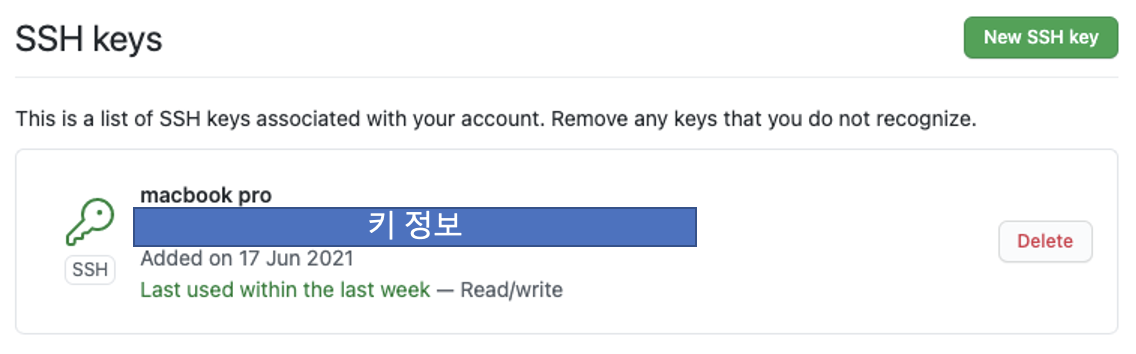 SSH keys
New SSH key
This is a list of SSH keys associated with your account. Remove any keys that you do not recognize.
macbook pro
키 정보
Added on 17 Jun 2021
SSH
Last used within the last week — Read/write
Delete